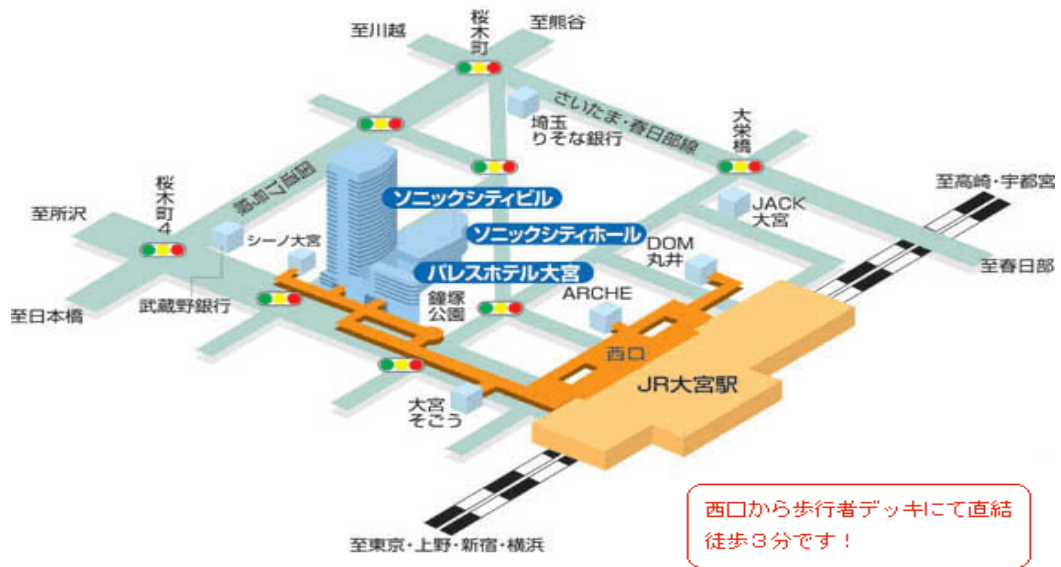 至川越
桜木町
至熊谷
さいたま・春日部線
埼玉
りそな銀行
大栄橋
国道17号線
桜木町4
至所沢
ソニックシティビル
JACK
大宮
至高崎・宇都宮
シーノ大宮
ソニックシティホール
DOM
丸井
至春日部
パレスホテル大宮
武蔵野銀行
至日本橋
鐘塚
公園
ARCHE
西口
JR大宮駅
大宮
そごう
西口から歩行者デッキにて直結
徒歩3分です！
至東京・上野・新宿・横浜